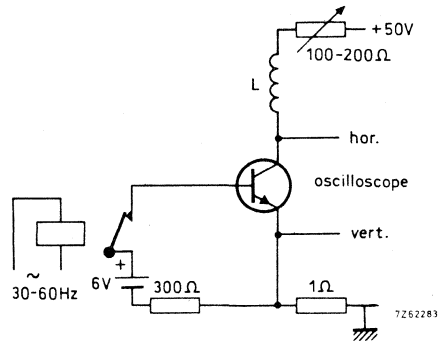 +50V
100-200Ω
L
hor.
oscilloscope
vert.
+
~
30-60Hz
6V
300Ω
1Ω
7Z62283